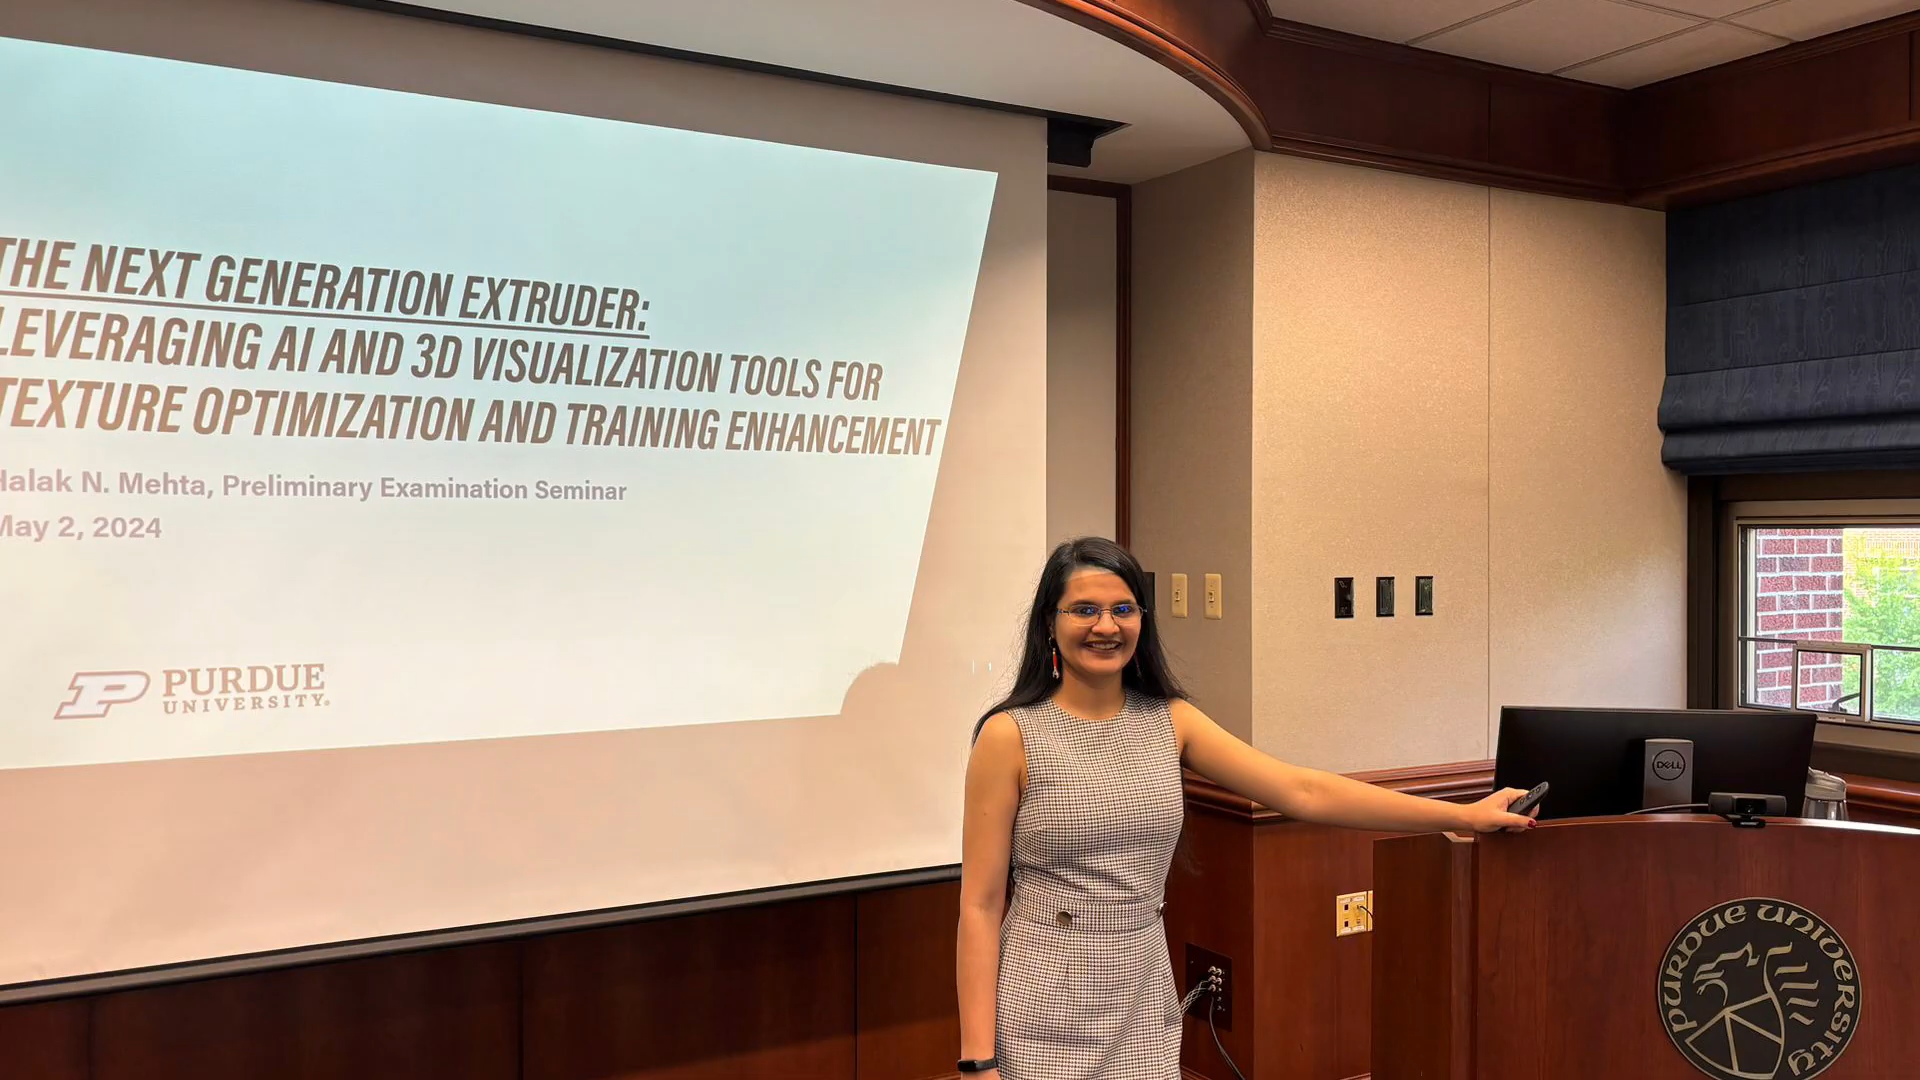 THE NEXT GENERATION EXTRUDER:
LEVERAGING AI AND 3D VISUALIZATION TOOLS FOR
TEXTURE OPTIMIZATION AND TRAINING ENHANCEMENT
Halak N. Mehta, Preliminary Examination Seminar
May 2, 2024
P PURDUE
UNIVERSITY®
DELL
PURDUE UNIVERSITY